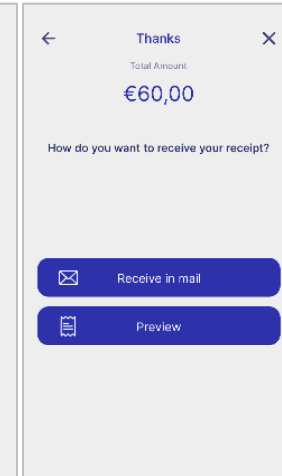 Thanks
Total Amount
€60,00
How do you want to receive your receipt?
Receive in mail
Preview